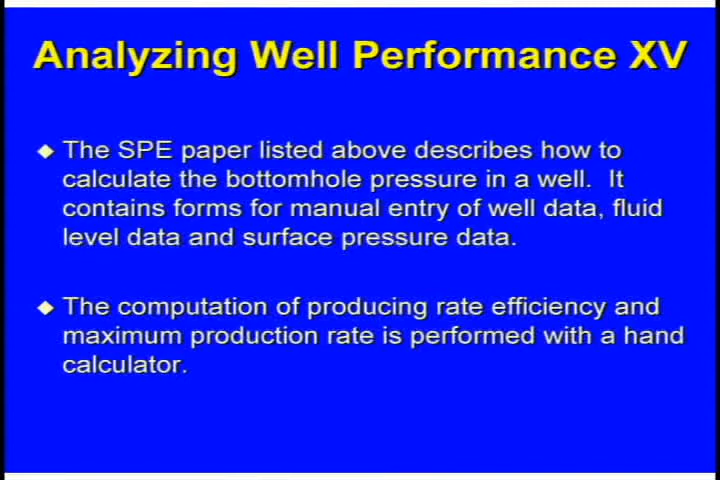 Analyzing Well Performance XV
◆ The SPE paper listed above describes how to
calculate the bottomhole pressure in a well. It
contains forms for manual entry of well data, fluid
level data and surface pressure data.
◆ The computation of producing rate efficiency and
maximum production rate is performed with a hand
calculator.